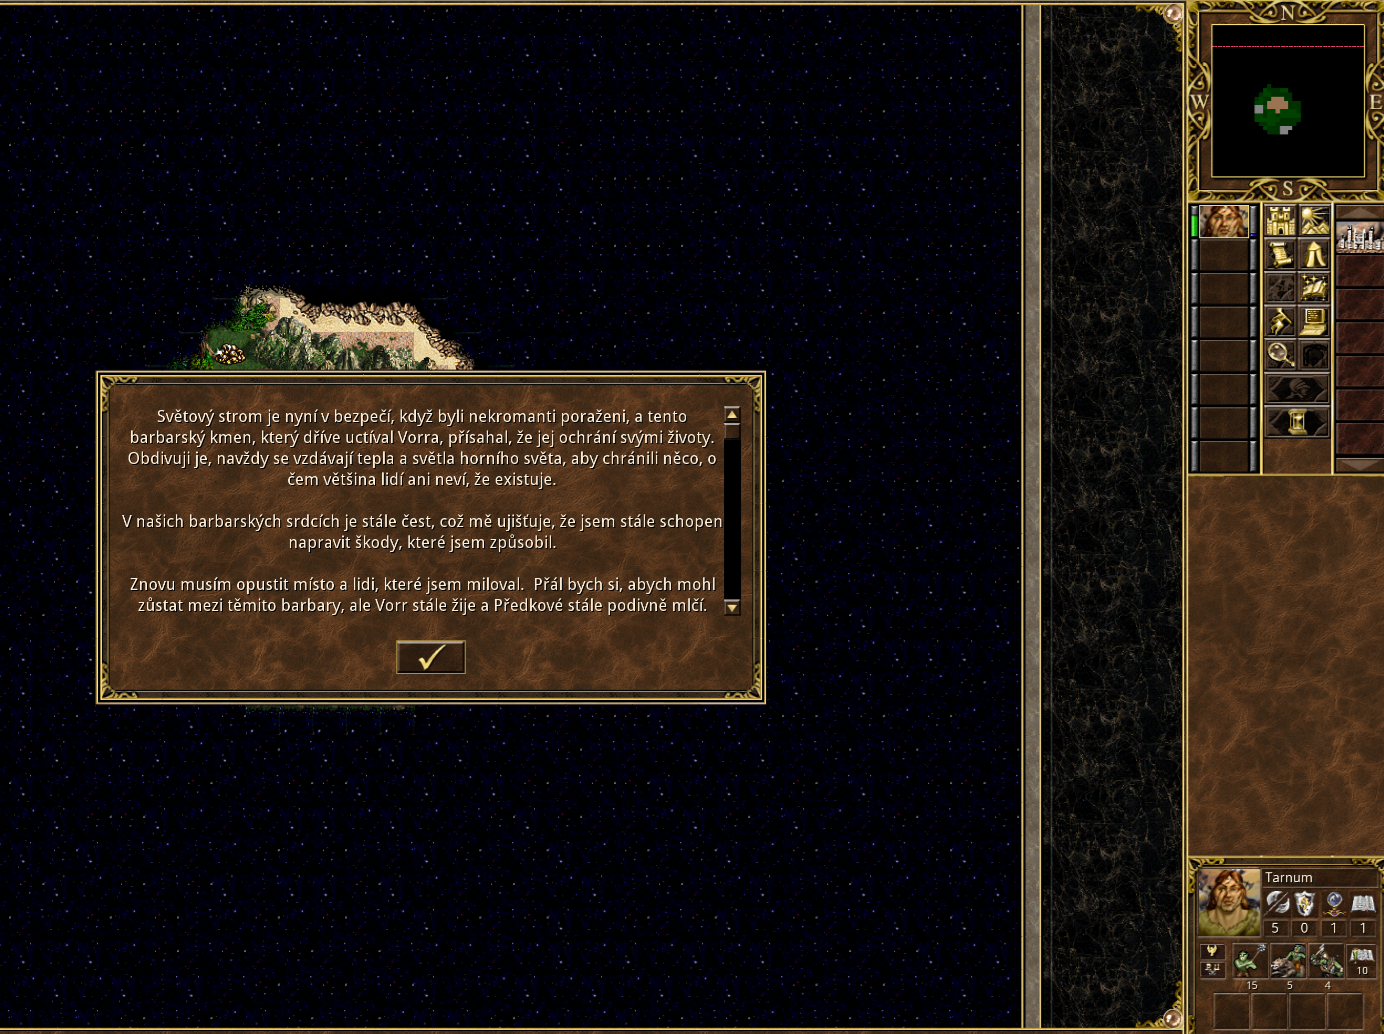 N
W
E
S
Světový strom je nyní v bezpečí, když byli nekromanti poraženi, a tento
barbarský kmen, který dříve uctíval Vorra, přísahal, že jej ochrání svými životy.
Obdivuji je, navždy se vzdávají tepla a světla horního světa, aby chránili něco, o
čem většina lidí ani neví, že existuje.
V našich barbarských srdcích je stále čest, což mě ujišťuje, že jsem stále schopen
napravit škody, které jsem způsobil.
Znovu musím opustit místo a lidi, které jsem miloval.  Přál bych si, abych mohl
zůstat mezi těmito barbary, ale Vorr stále žije a Předkové stále podivně mlčí.
Tarnum
5 0 1 1
10
15 5 4